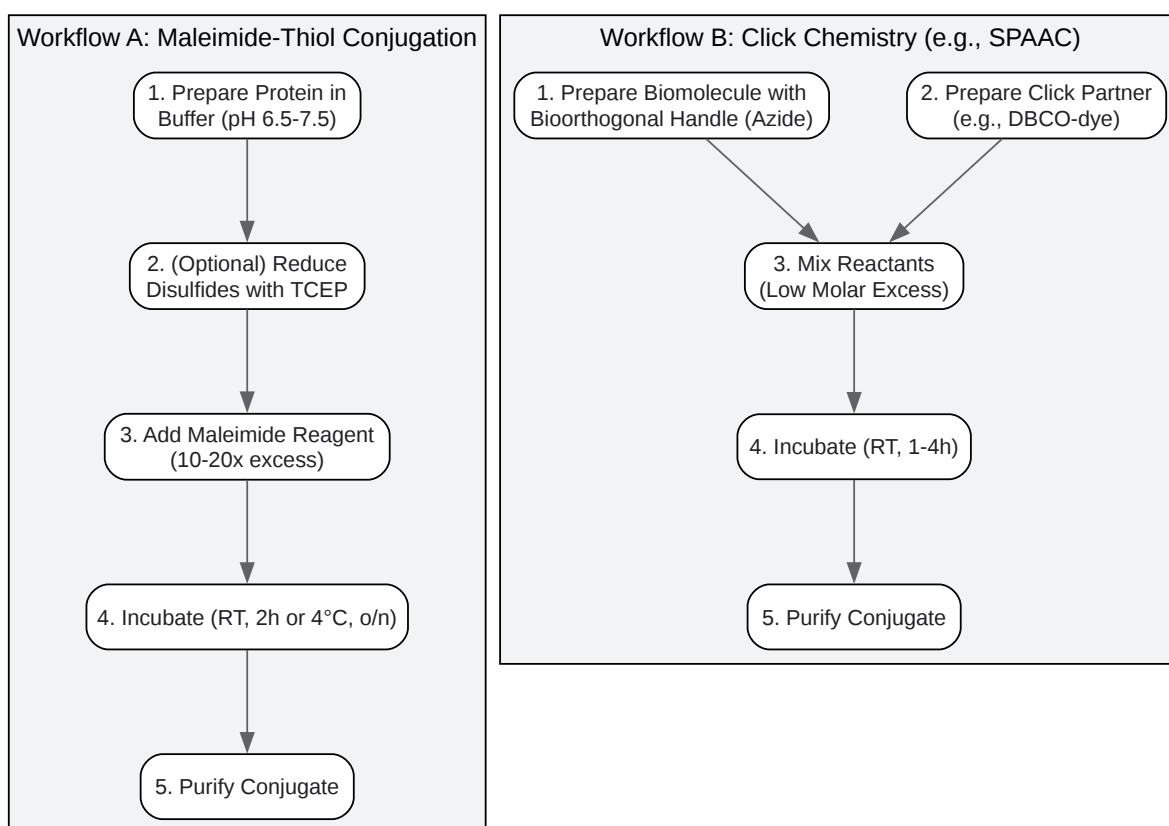 Workflow A: Maleimide-Thiol Conjugation
1. Prepare Protein in
Buffer (pH 6.5-7.5)
2. (Optional) Reduce
Disulfides with TCEP
3. Add Maleimide Reagent
(10-20x excess)
4. Incubate (RT, 2h or 4°C, o/n)
5. Purify Conjugate
Workflow B: Click Chemistry (e.g., SPAAC)
1. Prepare Biomolecule with
Bioorthogonal Handle (Azide)
2. Prepare Click Partner
(e.g., DBCO-dye)
3. Mix Reactants
(Low Molar Excess)
4. Incubate (RT, 1-4h)
5. Purify Conjugate